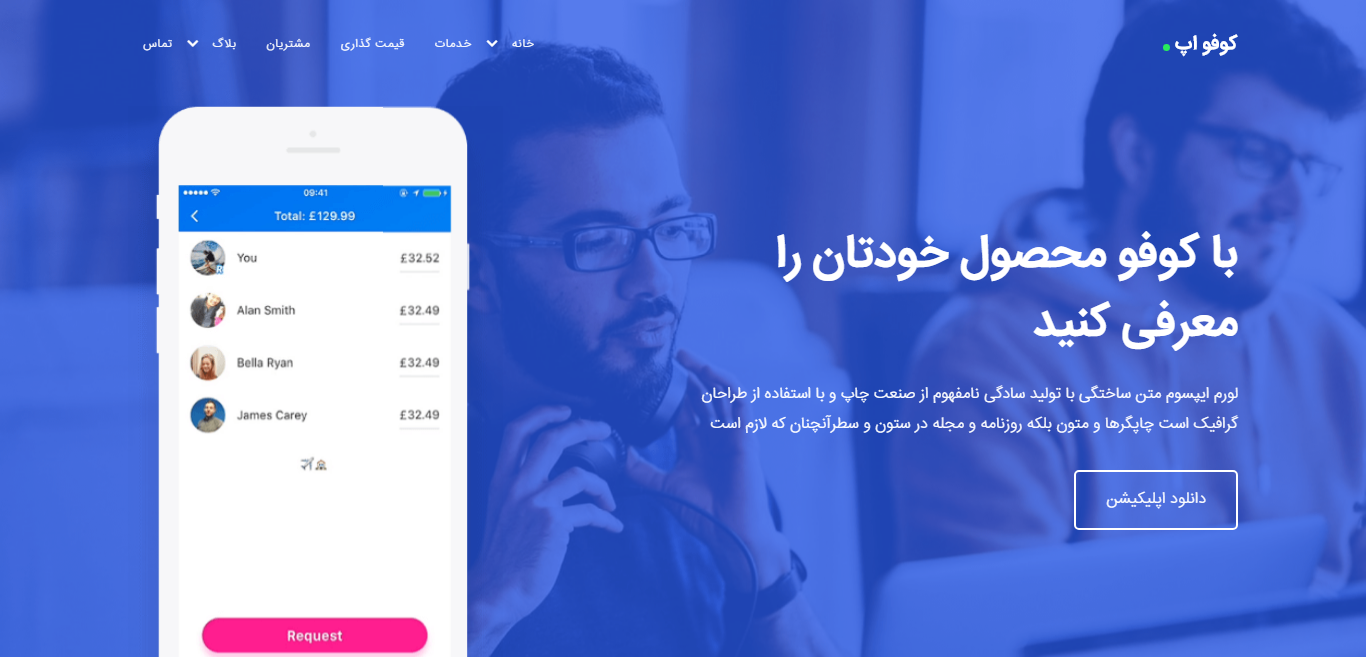 کوفو اپ
خانه
خدمات
قیمت گذاری
مشتریان
بلاگ
تماس
با کوفو محصول خودتان را
معرفی کنید
لورم ایپسوم متن ساختگی با تولید سادگی نامفهوم از صنعت چاپ و با استفاده از طراحان
گرافیک است چاپگرها و متون بلکه روزنامه و مجله در ستون و سطرآنچنان که لازم است
دانلود اپلیکیشن
09:41
Total: £129.99
You £32.52
Alan Smith £32.49
Bella Ryan £32.49
James Carey £32.49
Request